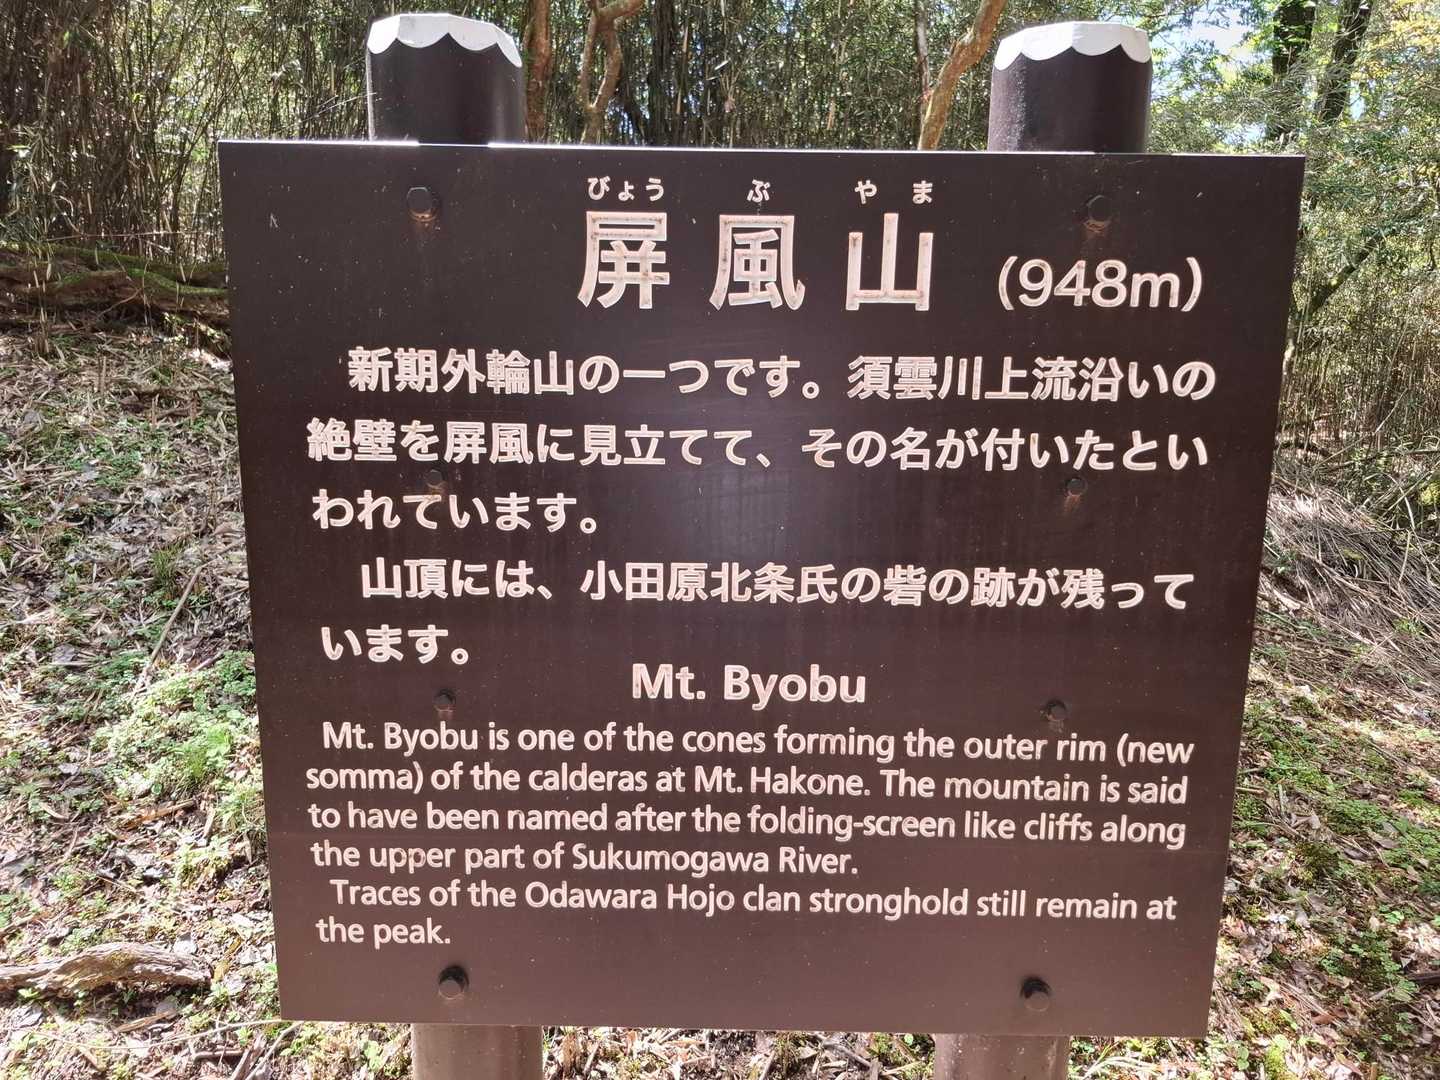 びょう ぶ やま
屏風山 (948m)
新期外輪山の一つです。須雲川上流沿いの
絶壁を屏風に見立てて、その名が付いたとい
われています。
山頂には、小田原北条氏の砦の跡が残って
います。
Mt. Byobu
Mt. Byobu is one of the cones forming the outer rim (new
somma) of the calderas at Mt. Hakone. The mountain is said
to have been named after the folding-screen like cliffs along
the upper part of Sukumogawa River.
Traces of the Odawara Hojo clan stronghold still remain at
the peak.